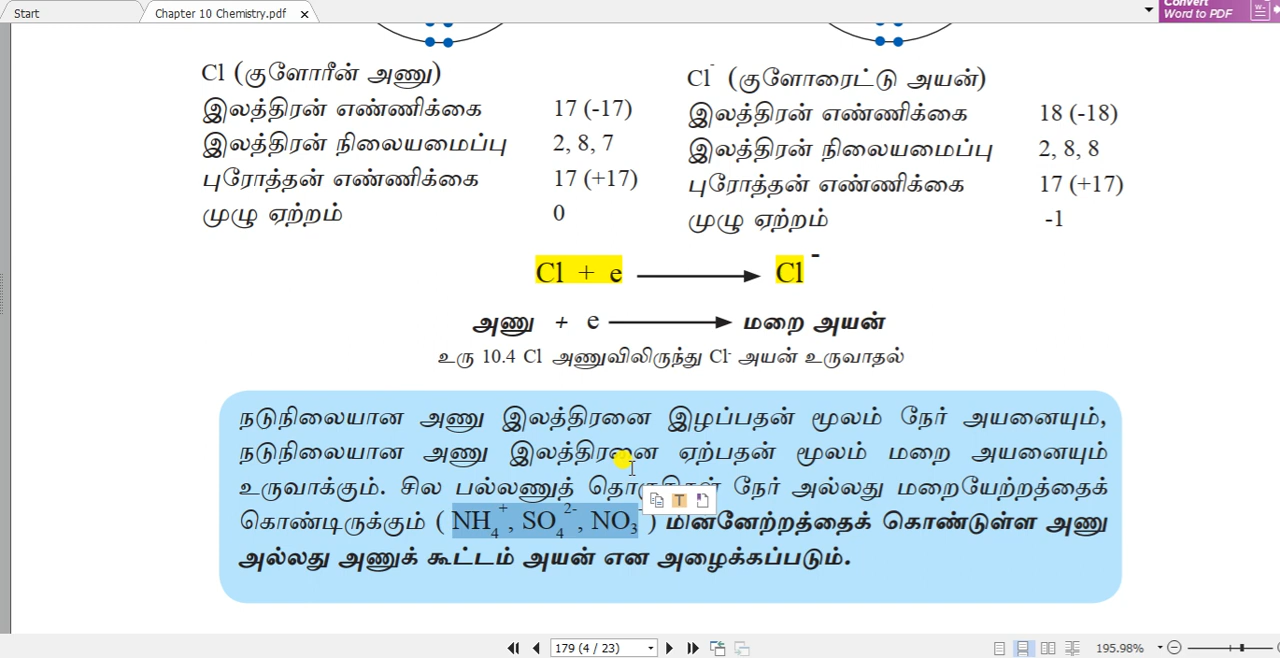 Start
Chapter 10 Chemistry.pdf ×
Convert
Word to PDF
Cl (குளோரீன் அணு)
இலத்திரன் எண்ணிக்கை 17 (-17)
இலத்திரன் நிலையமைப்பு 2, 8, 7
புரோத்தன் எண்ணிக்கை 17 (+17)
முழு ஏற்றம் 0
Cl⁻ (குளோரைட்டு அயன்)
இலத்திரன் எண்ணிக்கை 18 (-18)
இலத்திரன் நிலையமைப்பு 2, 8, 8
புரோத்தன் எண்ணிக்கை 17 (+17)
முழு ஏற்றம் -1
Cl + e ⟶ Cl⁻
அணு + e ⟶ மறை அயன்
உரு 10.4 Cl அணுவிலிருந்து Cl⁻ அயன் உருவாதல்
நடுநிலையான அணு இலத்திரனை இழப்பதன் மூலம் நேர் அயனையும்,
நடுநிலையான அணு இலத்திரனை ஏற்பதன் மூலம் மறை அயனையும்
உருவாக்கும். சில பல்லணுத் நேர் அல்லது மறையேற்றத்தைக்
கொண்டிருக்கும் ( NH₄⁺, SO₄²⁻, NO₃⁻ ) மின்னேற்றத்தைக் கொண்டுள்ள அணு
அல்லது அணுக் கூட்டம் அயன் என அழைக்கப்படும்.
179 (4 / 23)
195.98%